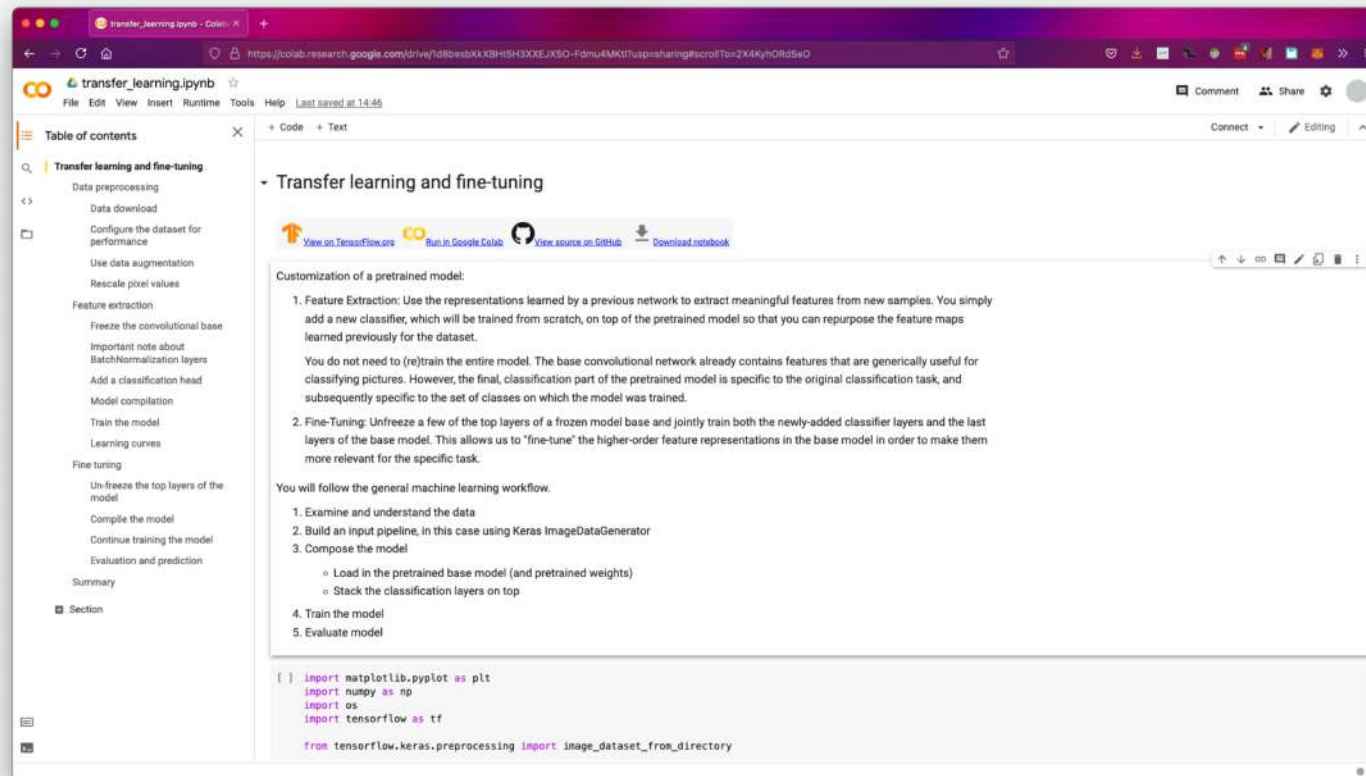 transfer_learning.ipynb - Colab
https://colab.research.google.com/drive/1d8besbXkXBHtSH3XXEJX5O-Fdmu4MKtI?usp=sharing#scrollTo=2X4KyhORdSeO
transfer_learning.ipynb
File Edit View Insert Runtime Tools Help Last saved at 14:46
Comment Share
+ Code + Text
Connect Editing
Table of contents
Transfer learning and fine-tuning
Data preprocessing
Data download
Configure the dataset for
performance
Use data augmentation
Rescale pixel values
Feature extraction
Freeze the convolutional base
Important note about
BatchNormalization layers
Add a classification head
Model compilation
Train the model
Learning curves
Fine tuning
Un-freeze the top layers of the
model
Compile the model
Continue training the model
Evaluation and prediction
Summary
Section
Transfer learning and fine-tuning
View on TensorFlow.org Run in Google Colab View source on GitHub Download notebook
Customization of a pretrained model:
1. Feature Extraction: Use the representations learned by a previous network to extract meaningful features from new samples. You simply
add a new classifier, which will be trained from scratch, on top of the pretrained model so that you can repurpose the feature maps
learned previously for the dataset.
You do not need to (re)train the entire model. The base convolutional network already contains features that are generically useful for
classifying pictures. However, the final, classification part of the pretrained model is specific to the original classification task, and
subsequently specific to the set of classes on which the model was trained.
2. Fine-Tuning: Unfreeze a few of the top layers of a frozen model base and jointly train both the newly-added classifier layers and the last
layers of the base model. This allows us to "fine-tune" the higher-order feature representations in the base model in order to make them
more relevant for the specific task.
You will follow the general machine learning workflow.
1. Examine and understand the data
2. Build an input pipeline, in this case using Keras ImageDataGenerator
3. Compose the model
○ Load in the pretrained base model (and pretrained weights)
○ Stack the classification layers on top
4. Train the model
5. Evaluate model
[ ] import matplotlib.pyplot as plt
import numpy as np
import os
import tensorflow as tf
from tensorflow.keras.preprocessing import image_dataset_from_directory